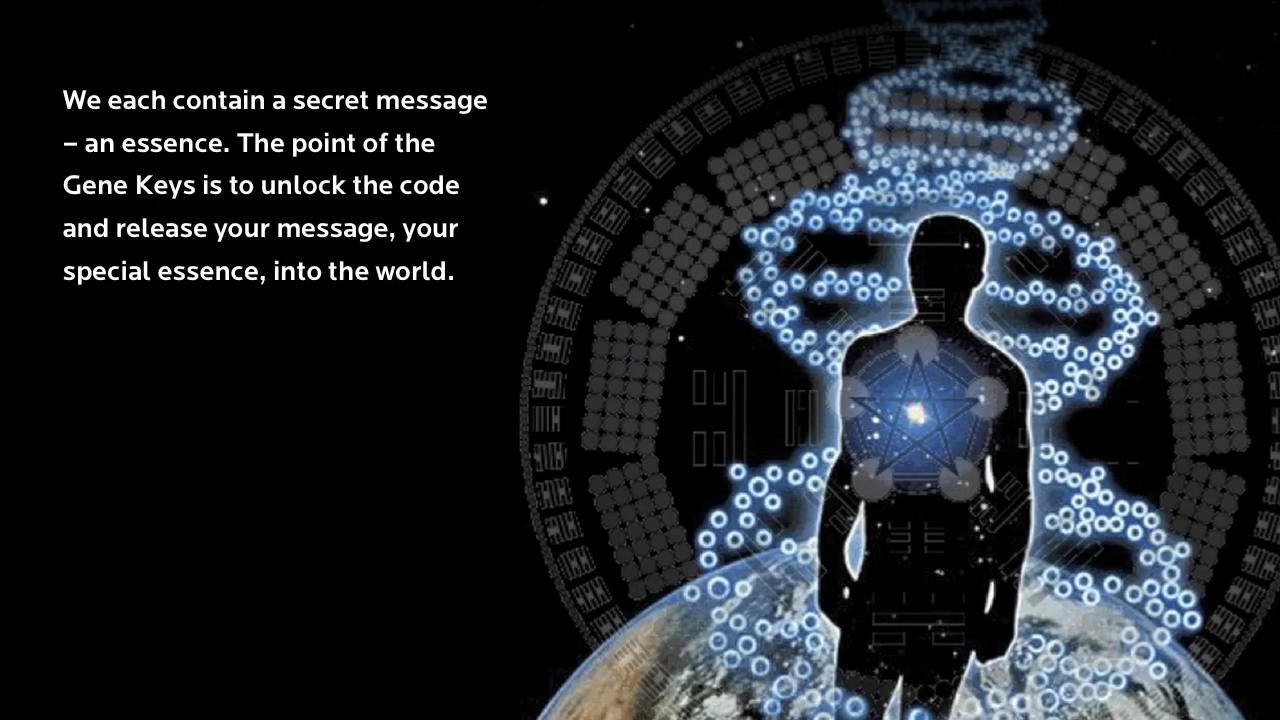 We each contain a secret message
– an essence. The point of the
Gene Keys is to unlock the code
and release your message, your
special essence, into the world.